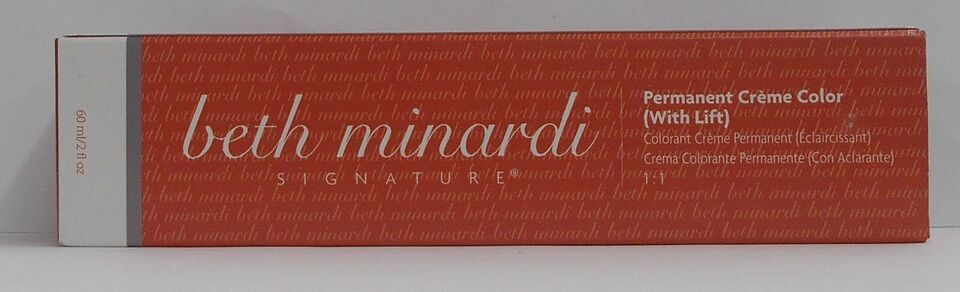 60 ml/2 fl oz
beth minardi
SIGNATURE®
Permanent Crème Color
(With Lift)
Colorant Crème Permanent (Éclaircissant)
Crema Colorante Permanente (Con Aclarante)
1:1